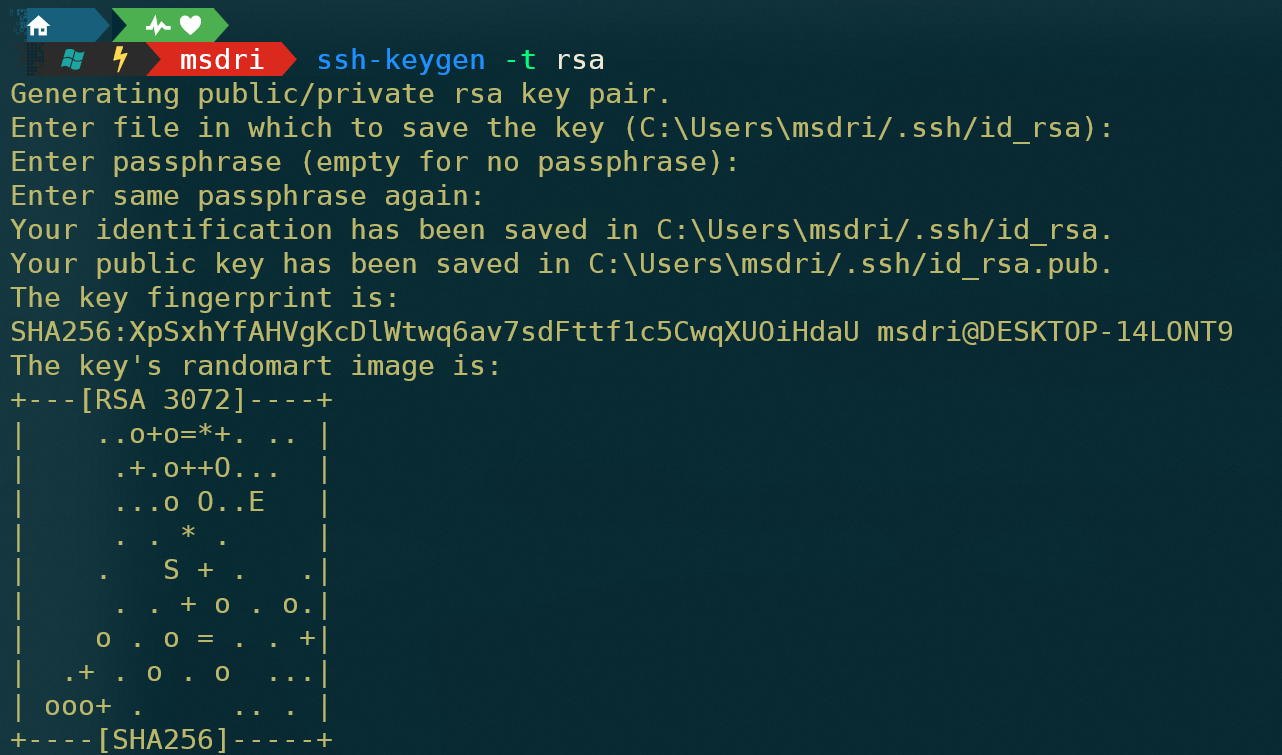 msdri ssh-keygen -t rsa
Generating public/private rsa key pair.
Enter file in which to save the key (C:\Users\msdri/.ssh/id_rsa):
Enter passphrase (empty for no passphrase):
Enter same passphrase again:
Your identification has been saved in C:\Users\msdri/.ssh/id_rsa.
Your public key has been saved in C:\Users\msdri/.ssh/id_rsa.pub.
The key fingerprint is:
SHA256:XpSxhYfAHVgKcDlWtwq6av7sdFttf1c5CwqXUOiHdaU msdri@DESKTOP-14LONT9
The key's randomart image is:
+---[RSA 3072]----+
|    ..o+o=*+. .. |
|     .+.o++O...  |
|     ...o O..E   |
|     . . * .     |
|    .   S + .   .|
|     . . + o . o.|
|    o . o = . . +|
|  .+ . o . o  ...|
| ooo+ .     .. . |
+----[SHA256]-----+